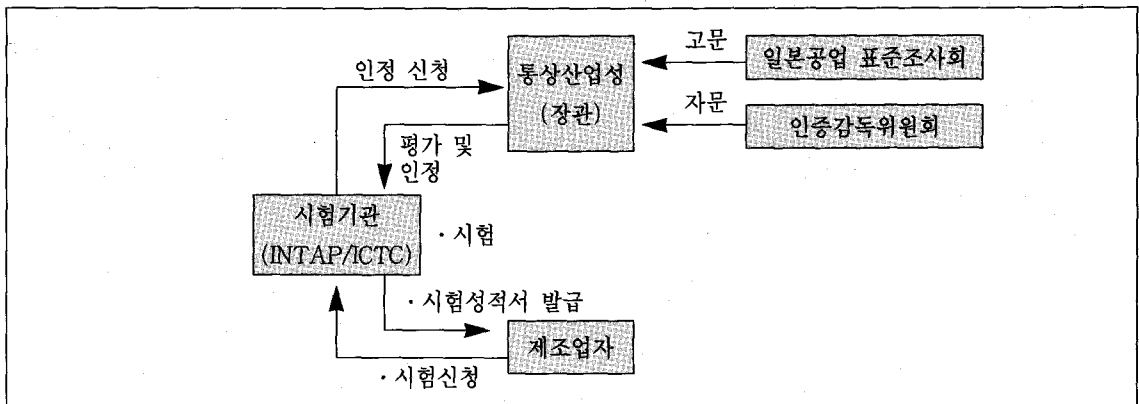 고문
일본공업 표준조사회
인정 신청
통상산업성
(장관)
자문
인증감독위원회
평가 및
인정
시험기관
(INTAP/ICTC)
· 시험
· 시험성적서 발급
제조업자
· 시험신청